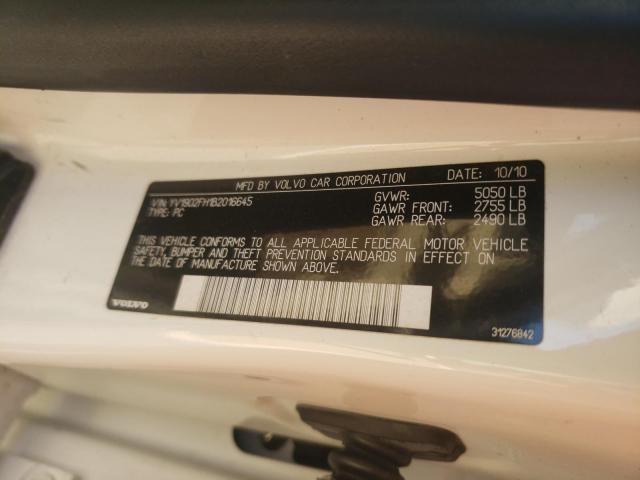 MFD BY VOLVO CAR CORPORATION DATE: 10/10
VIN: YV1902FH1B2016645 GVWR: 5050 LB
TYPE: PC GAWR FRONT: 2755 LB
GAWR REAR: 2490 LB
THIS VEHICLE CONFORMS TO ALL APPLICABLE FEDERAL MOTOR VEHICLE
SAFETY, BUMPER AND THEFT PREVENTION STANDARDS IN EFFECT ON
THE DATE OF MANUFACTURE SHOWN ABOVE.
VOLVO 31276842